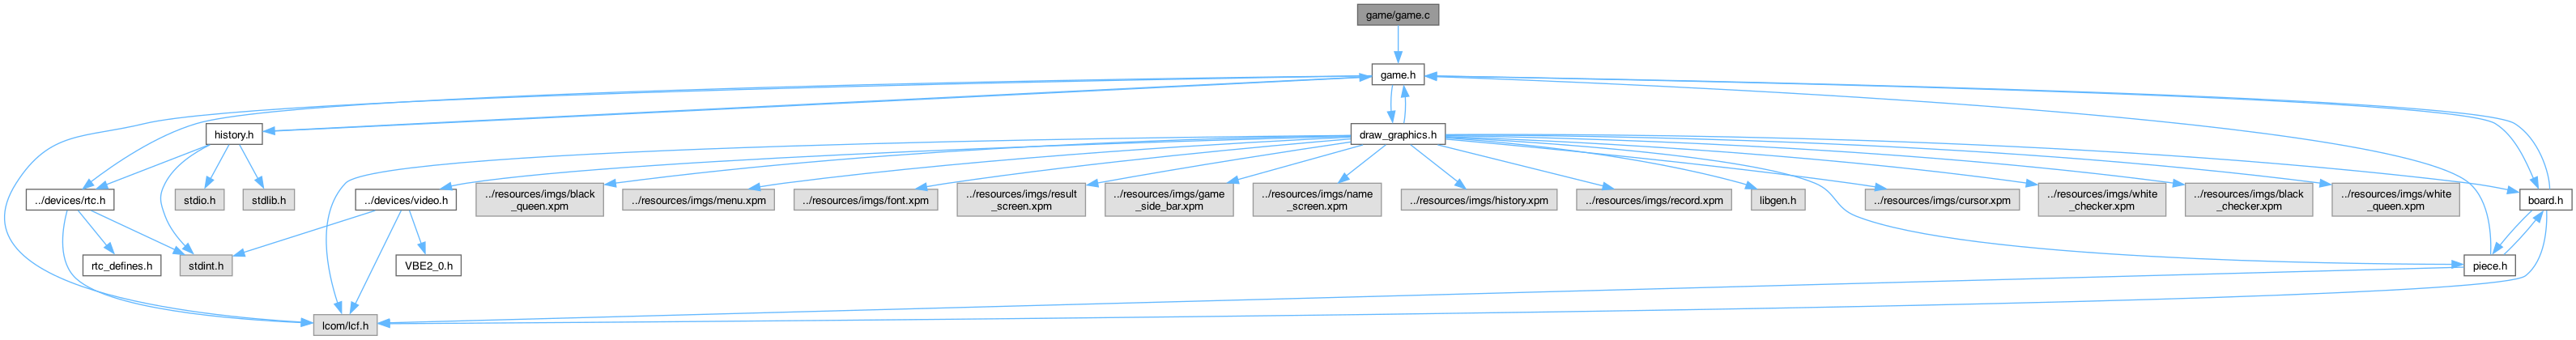 game/game.c
game.h
history.h
draw_graphics.h
../devices/rtc.h
stdio.h
stdlib.h
../devices/video.h
../resources/imgs/black
_queen.xpm
../resources/imgs/menu.xpm
../resources/imgs/font.xpm
../resources/imgs/result
_screen.xpm
../resources/imgs/game
_side_bar.xpm
../resources/imgs/name
_screen.xpm
../resources/imgs/history.xpm
../resources/imgs/record.xpm
libgen.h
../resources/imgs/cursor.xpm
../resources/imgs/white
_checker.xpm
../resources/imgs/black
_checker.xpm
../resources/imgs/white
_queen.xpm
board.h
rtc_defines.h
stdint.h
VBE2_0.h
piece.h
lcom/lcf.h